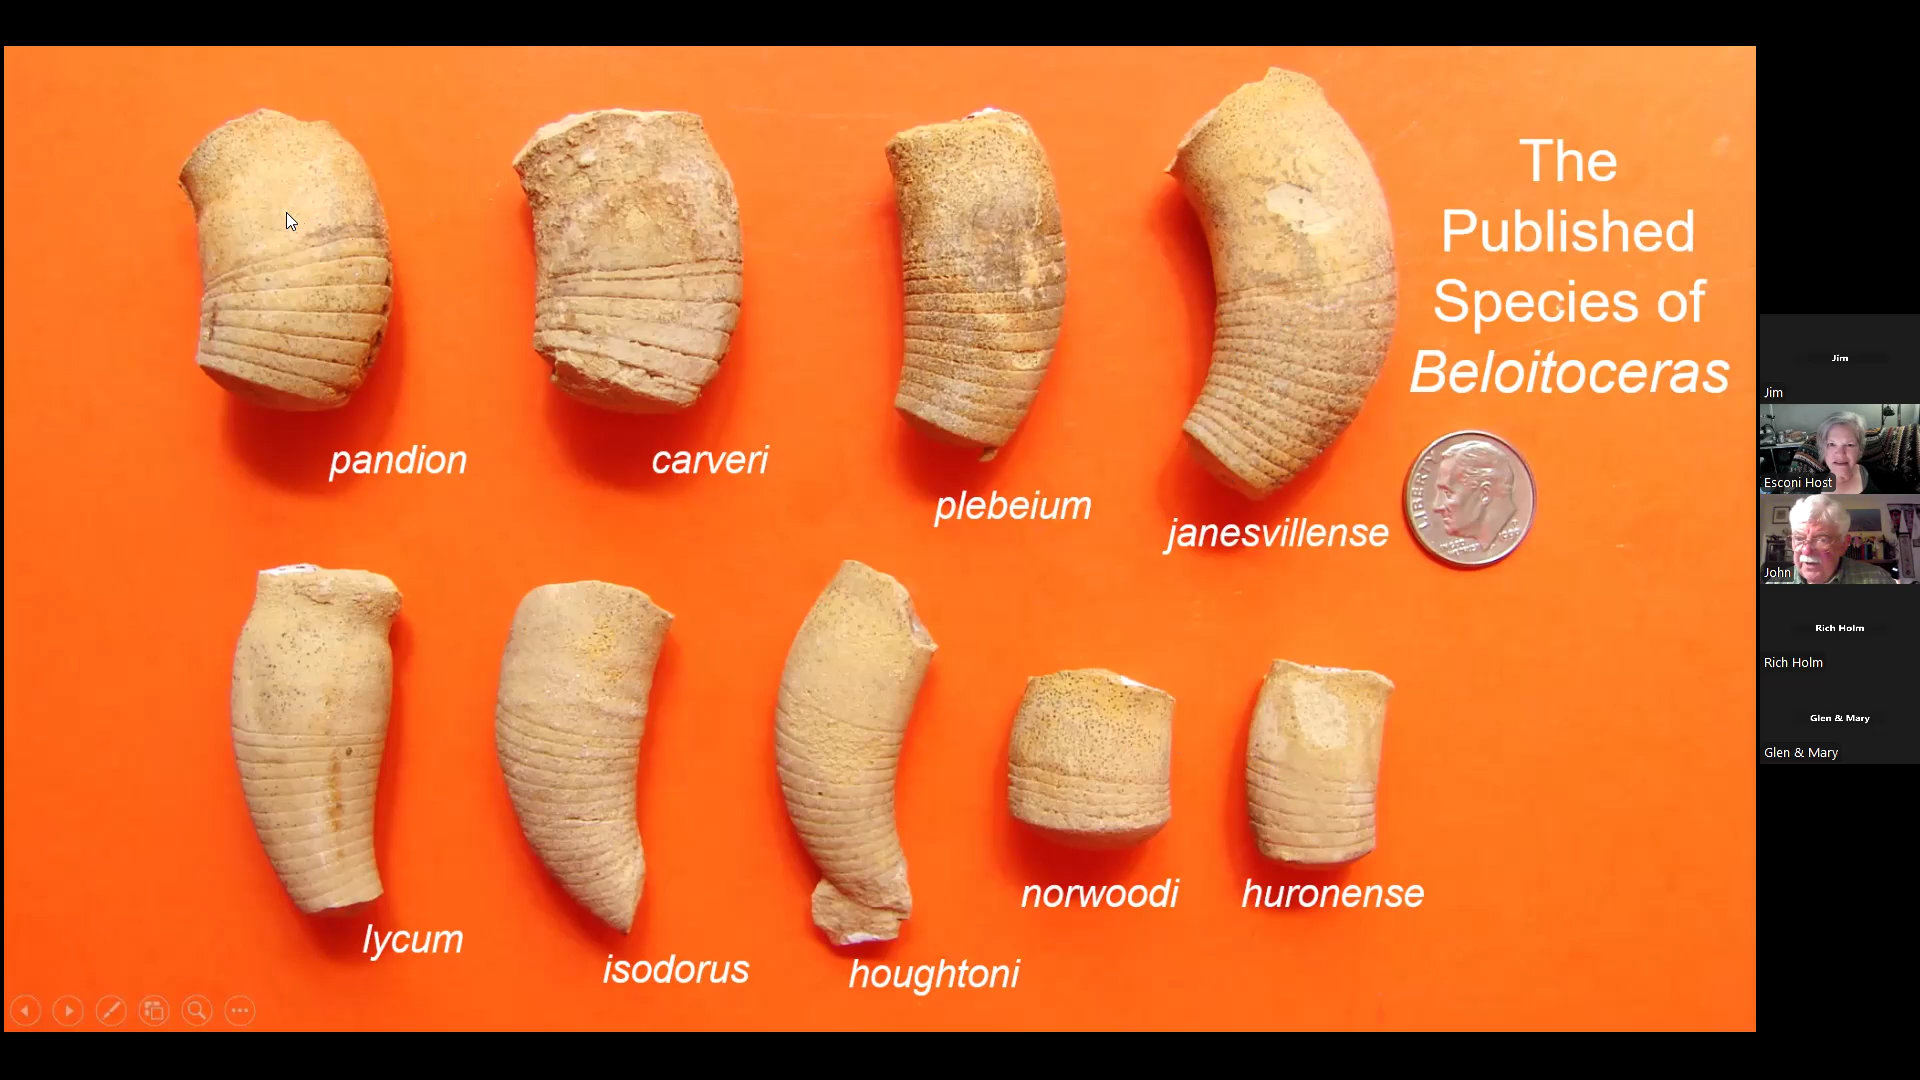 The
Published
Species of
Beloitoceras
pandion
carveri
plebeium
janesvillense
LIBERTY
lycum
isodorus
houghtoni
norwoodi
huronense
Jim
Jim
Esconi Host
John
Rich Holm
Rich Holm
Glen & Mary
Glen & Mary